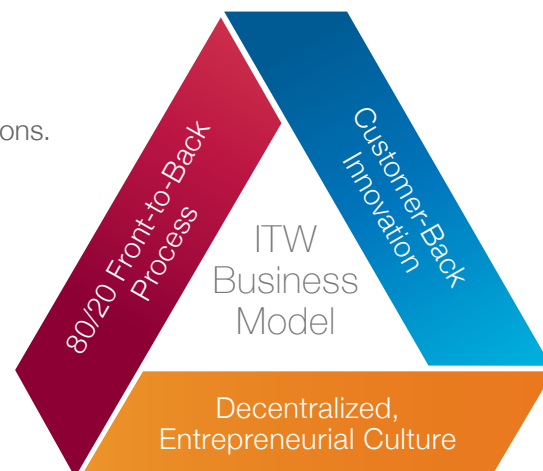 ons.
80/20 Front-to-Back
Process
Customer-Back
Innovation
ITW
Business
Model
Decentralized,
Entrepreneurial Culture